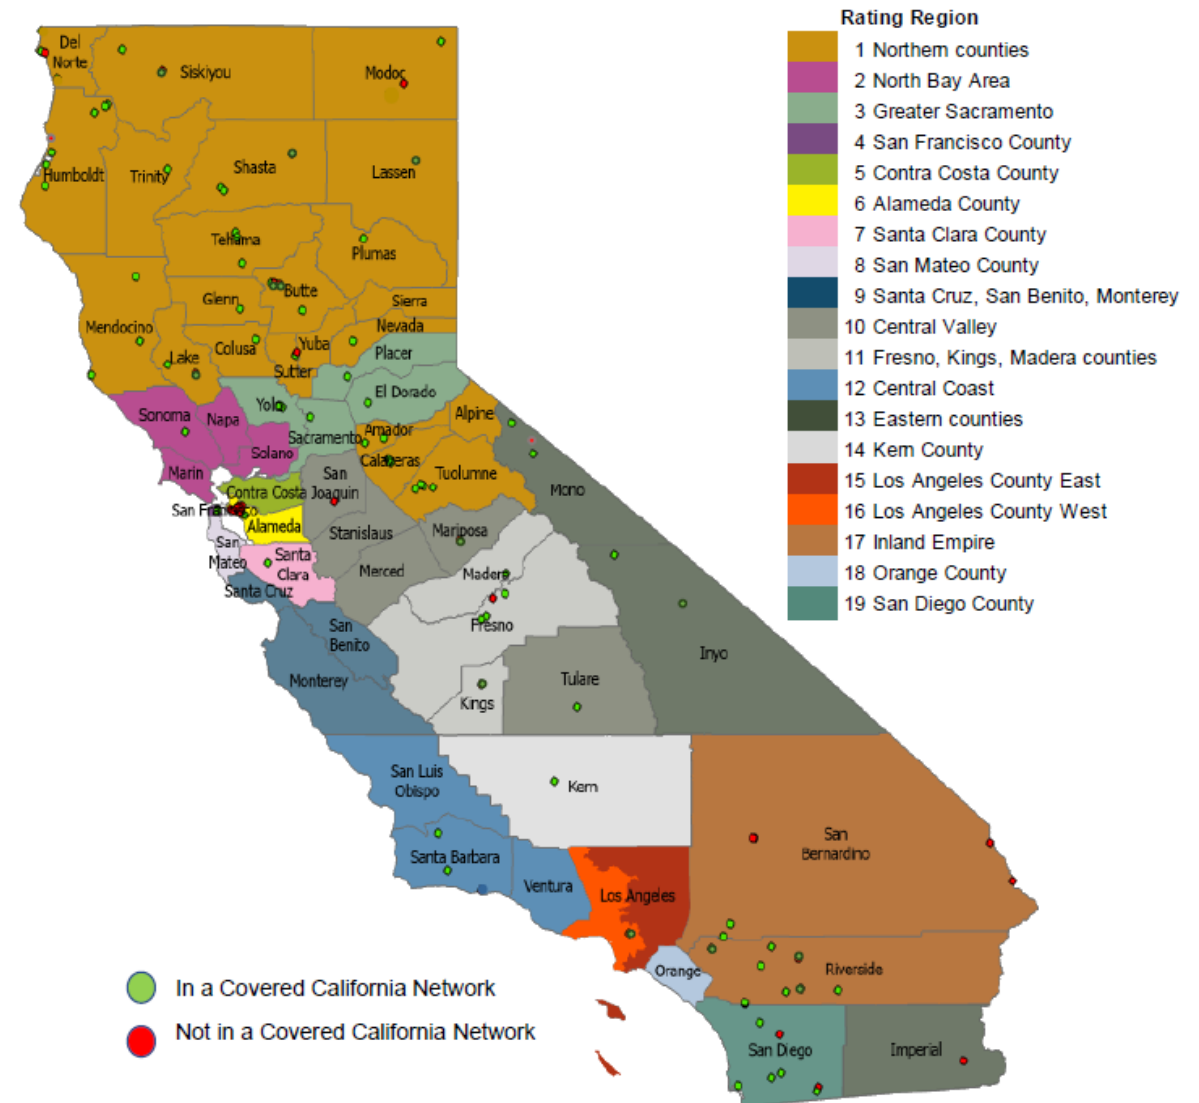 Rating Region
1 Northern counties
2 North Bay Area
3 Greater Sacramento
4 San Francisco County
5 Contra Costa County
6 Alameda County
7 Santa Clara County
8 San Mateo County
9 Santa Cruz, San Benito, Monterey
10 Central Valley
11 Fresno, Kings, Madera counties
12 Central Coast
13 Eastern counties
14 Kern County
15 Los Angeles County East
16 Los Angeles County West
17 Inland Empire
18 Orange County
19 San Diego County
Del
Norte
Siskiyou
Modoc
Humboldt
Trinity
Shasta
Lassen
Tehama
Plumas
Glenn
Butte
Sierra
Mendocino
Nevada
Colusa
Yuba
Lake
Placer
Sutter
El Dorado
Yolo
Sonoma
Napa
Alpine
Sacramento
Amador
Solano
Calaveras
Marin
San
Joaquin
Tuolumne
Contra Costa
Mono
San Francisco
Alameda
Stanislaus
Mariposa
San
Mateo
Santa
Clara
Merced
Madera
Santa Cruz
Fresno
San
Benito
Inyo
Monterey
Tulare
Kings
San Luis
Obispo
Kern
San
Bernardino
Santa Barbara
Ventura
Los Angeles
Orange
Riverside
San Diego
Imperial
In a Covered California Network
Not in a Covered California Network